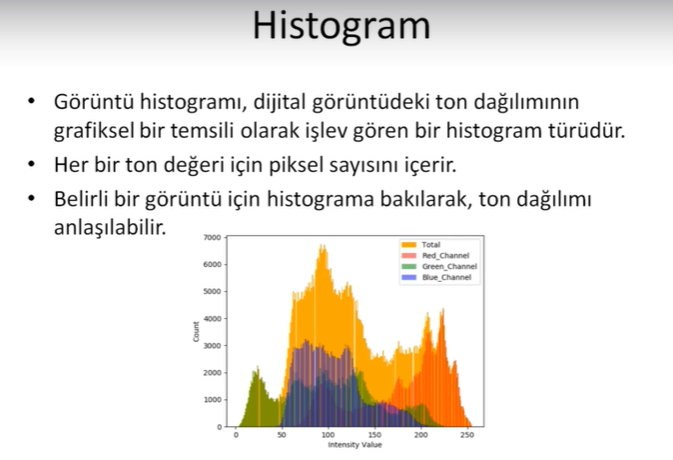 Histogram
• Görüntü histogramı, dijital görüntüdeki ton dağılımının
grafiksel bir temsili olarak işlev gören bir histogram türüdür.
• Her bir ton değeri için piksel sayısını içerir.
• Belirli bir görüntü için histograma bakılarak, ton dağılımı
anlaşılabilir.
7000
6000
5000
4000
3000
2000
1000
0
Count
Total
Red_Channel
Green_Channel
Blue_Channel
0 50 100 150 200 250
Intensity Value